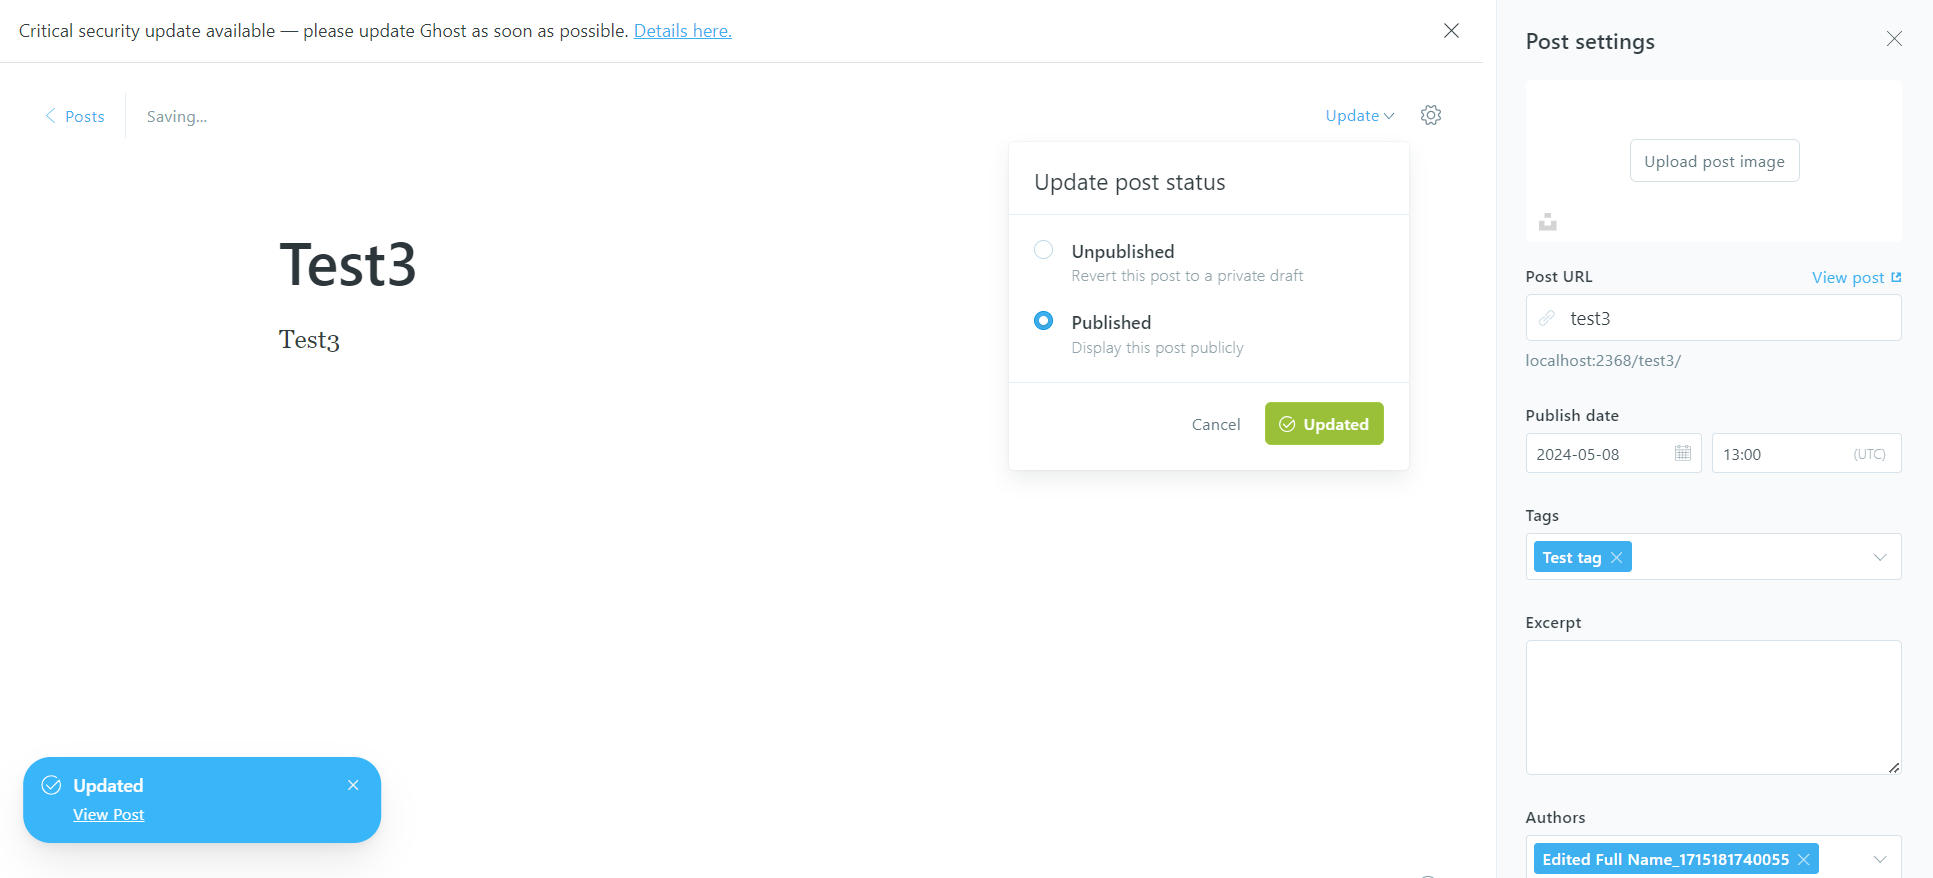 Critical security update available — please update Ghost as soon as possible. Details here.
Posts
Saving...
Update
Update post status
Unpublished
Revert this post to a private draft
Published
Display this post publicly
Cancel
Updated
Test3
Test3
Updated
View Post
Post settings
Upload post image
Post URL
View post
test3
localhost:2368/test3/
Publish date
2024-05-08
13:00
(UTC)
Tags
Test tag
Excerpt
Authors
Edited Full Name_1715181740055